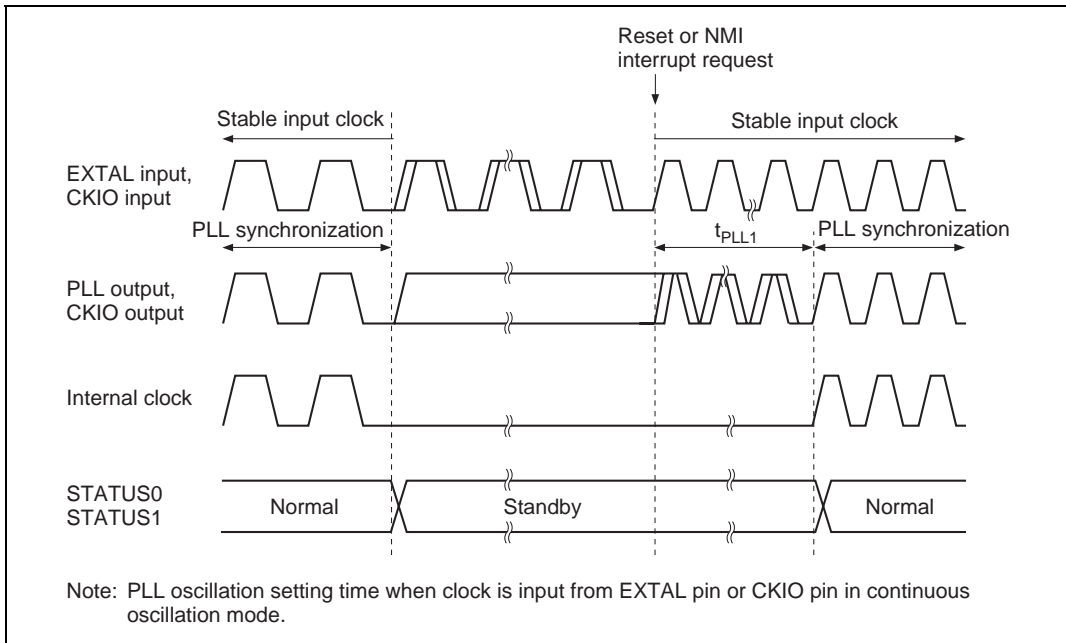 Reset or NMI
interrupt request
Stable input clock
Stable input clock
EXTAL input,
CKIO input
PLL synchronization
tPLL1
PLL synchronization
PLL output,
CKIO output
Internal clock
STATUS0
STATUS1
Normal
Standby
Normal
Note: PLL oscillation setting time when clock is input from EXTAL pin or CKIO pin in continuous
oscillation mode.